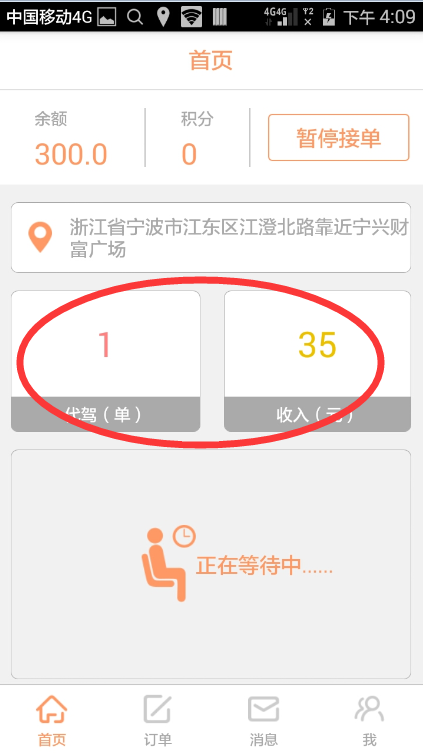 中国移动4G
4G4G
下午 4:09
首页
余额
积分
300.0
0
暂停接单
浙江省宁波市江东区江澄北路靠近宁兴财
富广场
1
35
代驾（单）
收入（元）
正在等待中......
首页
订单
消息
我